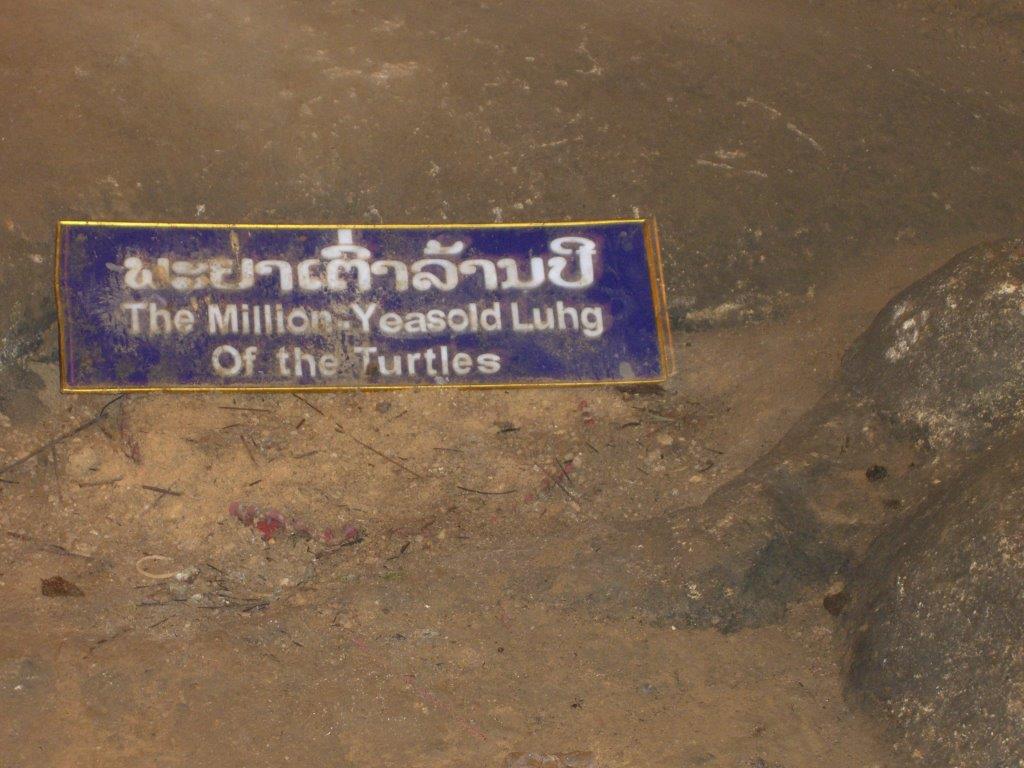 ພະຍາເຕົ່າລ້ານປີ
The Million-Yeasold Luhg
Of the Turtles